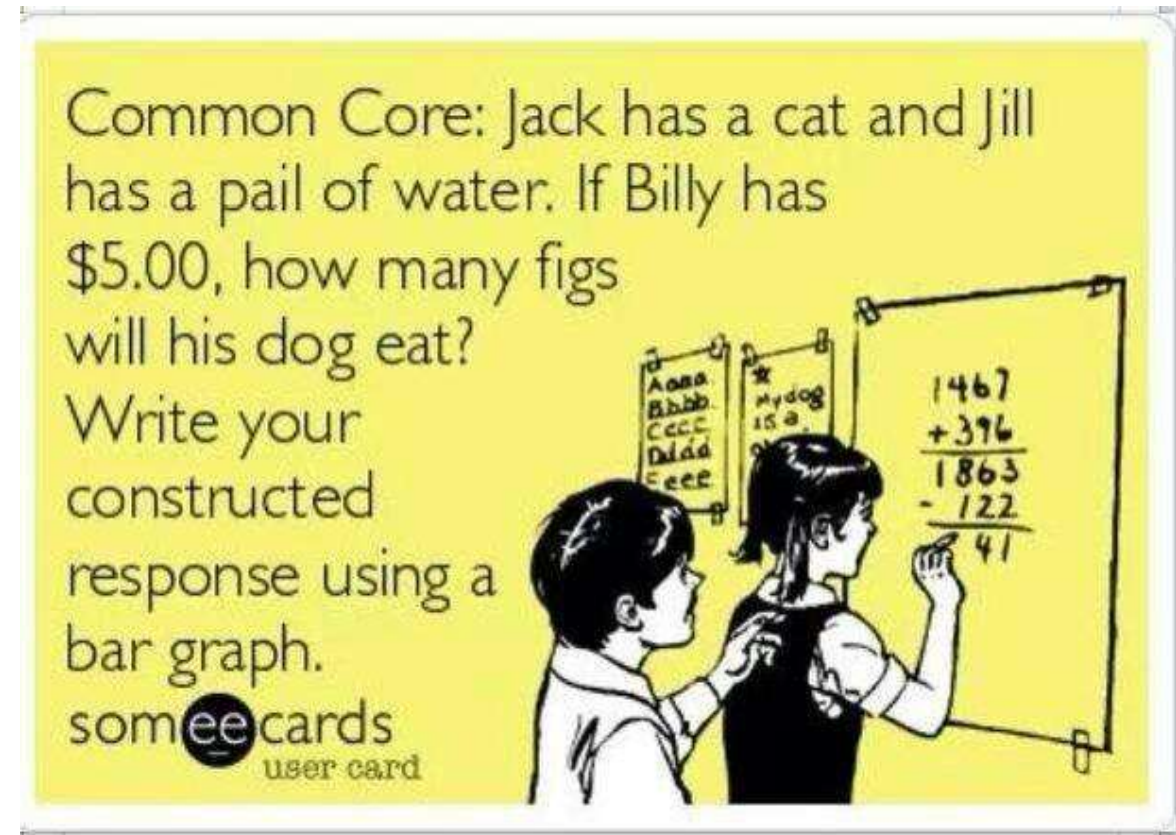 Common Core: Jack has a cat and Jill
has a pail of water. If Billy has
$5.00, how many figs
will his dog eat?
Write your
constructed
response using a
bar graph.
someecards
user card
Aaaa
Bbbb
Cccc
Dddd
Eeee
My dog
is a
1467
+396
1863
- 122
41